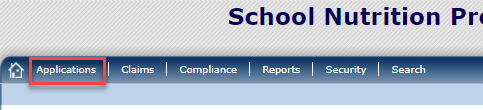 School Nutrition
Applications Claims Compliance Reports Security Search